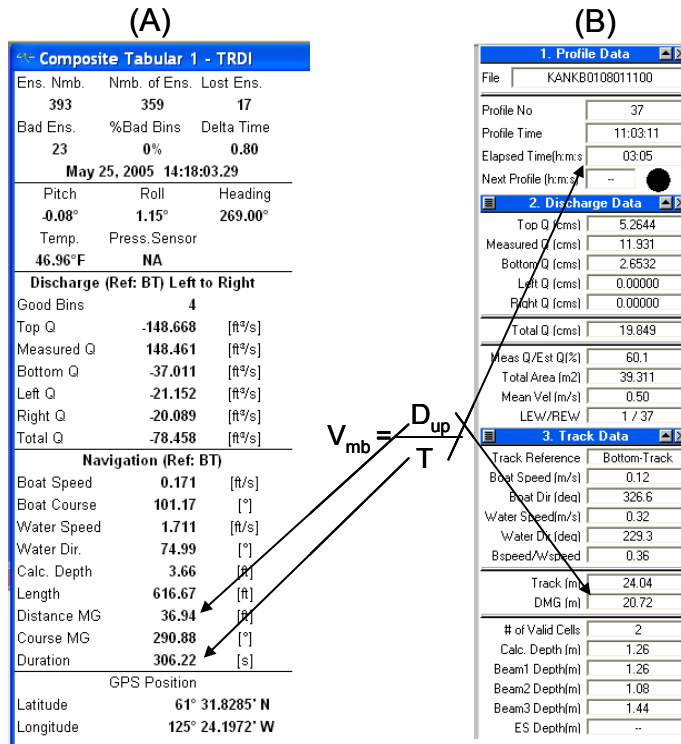 (A)
Composite Tabular 1 - TRDI
Ens. Nmb. Nmb. of Ens. Lost Ens.
393 359 17
Bad Ens. %Bad Bins Delta Time
23 0% 0.80
May 25, 2005 14:18:03.29
Pitch Roll Heading
-0.08° 1.15° 269.00°
Temp. Press.Sensor
46.96°F NA
Discharge (Ref: BT) Left to Right
Good Bins 4
Top Q -148.668 [ft³/s]
Measured Q 148.461 [ft³/s]
Bottom Q -37.011 [ft³/s]
Left Q -21.152 [ft³/s]
Right Q -20.089 [ft³/s]
Total Q -78.458 [ft³/s]
Navigation (Ref: BT)
Boat Speed 0.171 [ft/s]
Boat Course 101.17 [°]
Water Speed 1.711 [ft/s]
Water Dir. 74.99 [°]
Calc. Depth 3.66 [ft]
Length 616.67 [ft]
Distance MG 36.94 [ft]
Course MG 290.88 [°]
Duration 306.22 [s]
GPS Position
Latitude 61° 31.8285' N
Longitude 125° 24.1972' W
V_mb = D_up / T
(B)
1. Profile Data
File KANKB0108011100
Profile No 37
Profile Time 11:03:11
Elapsed Time(h:m:s 03:05
Next Profile (h:m:s) --
2. Discharge Data
Top Q (cms) 5.2644
Measured Q (cms) 11.931
Bottom Q (cms) 2.6532
Left Q (cms) 0.00000
Right Q (cms) 0.00000
Total Q (cms) 19.849
Meas Q/Est Q(%) 60.1
Total Area (m2) 39.311
Mean Vel (m/s) 0.50
LEW/REW 1 / 37
3. Track Data
Track Reference Bottom-Track
Boat Speed (m/s) 0.12
Boat Dir (deg) 326.6
Water Speed(m/s) 0.32
Water Dir (deg) 229.3
Bspeed/Wspeed 0.36
Track (m) 24.04
DMG (m) 20.72
# of Valid Cells 2
Calc. Depth (m) 1.26
Beam1 Depth(m) 1.26
Beam2 Depth(m) 1.08
Beam3 Depth(m) 1.44
ES Depth(m) --